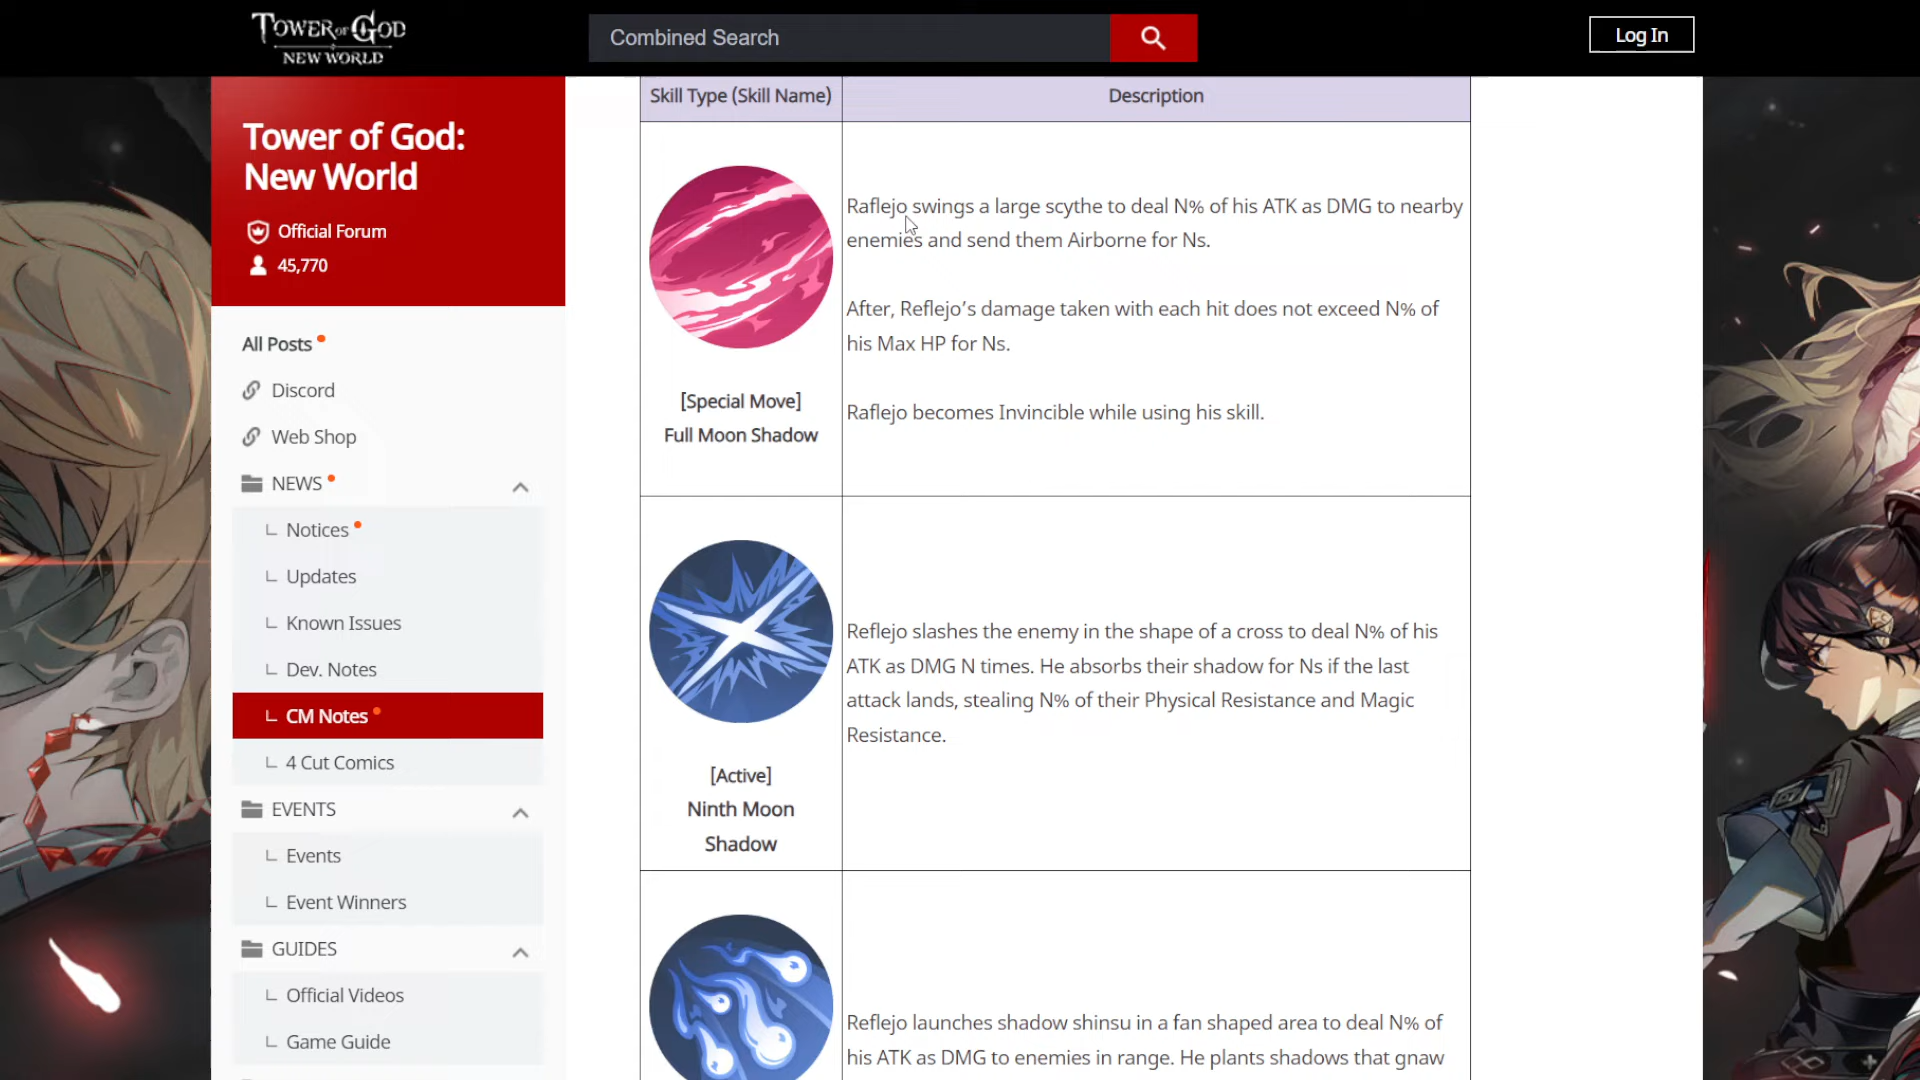 TOWER OF GOD
NEW WORLD
Combined Search
Log In
Tower of God:
New World
Official Forum
45,770
All Posts
Discord
Web Shop
NEWS
Notices
Updates
Known Issues
Dev. Notes
CM Notes
4 Cut Comics
EVENTS
Events
Event Winners
GUIDES
Official Videos
Game Guide
Skill Type (Skill Name)
Description
[Special Move]
Full Moon Shadow
Raflejo swings a large scythe to deal N% of his ATK as DMG to nearby
enemies and send them Airborne for Ns.
After, Reflejo’s damage taken with each hit does not exceed N% of
his Max HP for Ns.
Raflejo becomes Invincible while using his skill.
[Active]
Ninth Moon
Shadow
Reflejo slashes the enemy in the shape of a cross to deal N% of his
ATK as DMG N times. He absorbs their shadow for Ns if the last
attack lands, stealing N% of their Physical Resistance and Magic
Resistance.
Reflejo launches shadow shinsu in a fan shaped area to deal N% of
his ATK as DMG to enemies in range. He plants shadows that gnaw